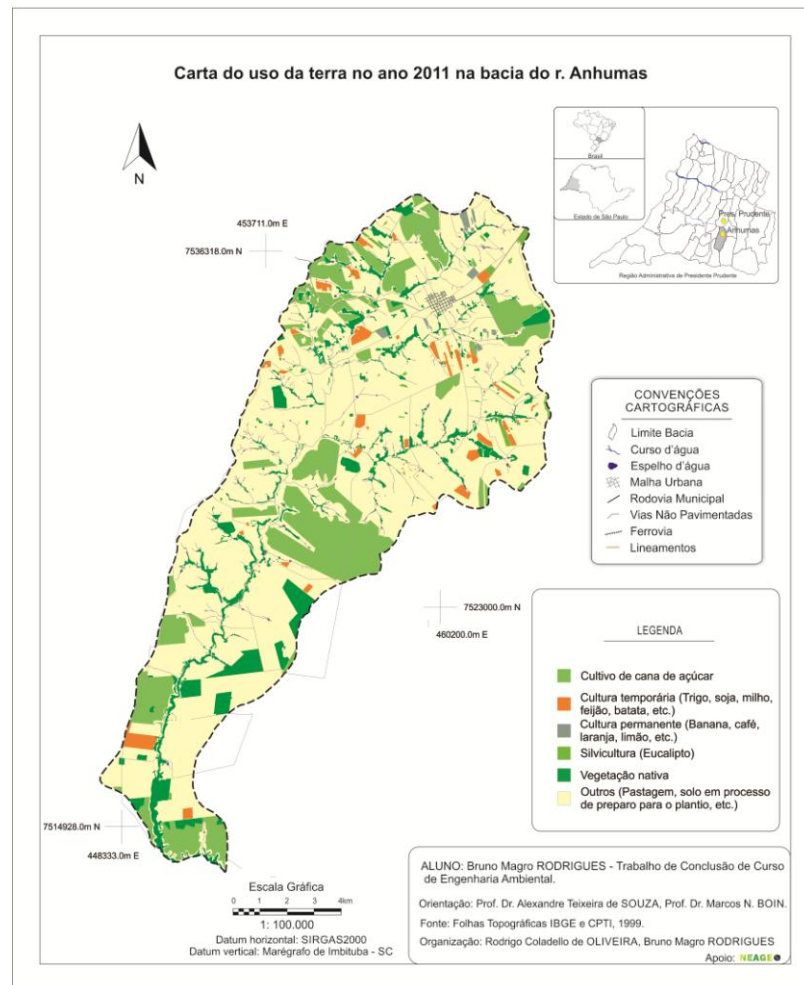 Carta do uso da terra no ano 2011 na bacia do r. Anhumas
N
453711.0m E
7536318.0m N
Brasil
Estado de São Paulo
Pres. Prudente
Anhumas
Região Administrativa de Presidente Prudente
CONVENÇÕES
CARTOGRÁFICAS
Limite Bacia
Curso d'água
Espelho d'água
Malha Urbana
Rodovia Municipal
Vias Não Pavimentadas
Ferrovia
Lineamentos
7523000.0m N
460200.0m E
LEGENDA
Cultivo de cana de açúcar
Cultura temporária (Trigo, soja, milho,
feijão, batata, etc.)
Cultura permanente (Banana, café,
laranja, limão, etc.)
Silvicultura (Eucalipto)
Vegetação nativa
Outros (Pastagem, solo em processo
de preparo para o plantio, etc.)
7514928.0m N
448333.0m E
Escala Gráfica
0 1 2 3 4km
1: 100.000
Datum horizontal: SIRGAS2000
Datum vertical: Marégrafo de Imbituba - SC
ALUNO: Bruno Magro RODRIGUES - Trabalho de Conclusão de Curso
de Engenharia Ambiental.
Orientação: Prof. Dr. Alexandre Teixeira de SOUZA, Prof. Dr. Marcos N. BOIN.
Fonte: Folhas Topográficas IBGE e CPTI, 1999.
Organização: Rodrigo Coladello de OLIVEIRA, Bruno Magro RODRIGUES
Apoio: NEAGEO